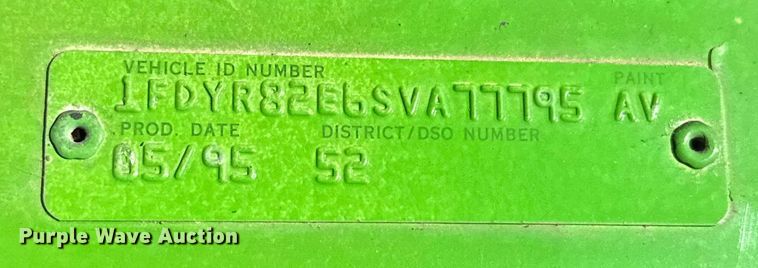 VEHICLE ID NUMBER PAINT
1FDYR82E6SVA77795 AV
PROD. DATE DISTRICT/DSO NUMBER
05/95 52
Purple Wave Auction